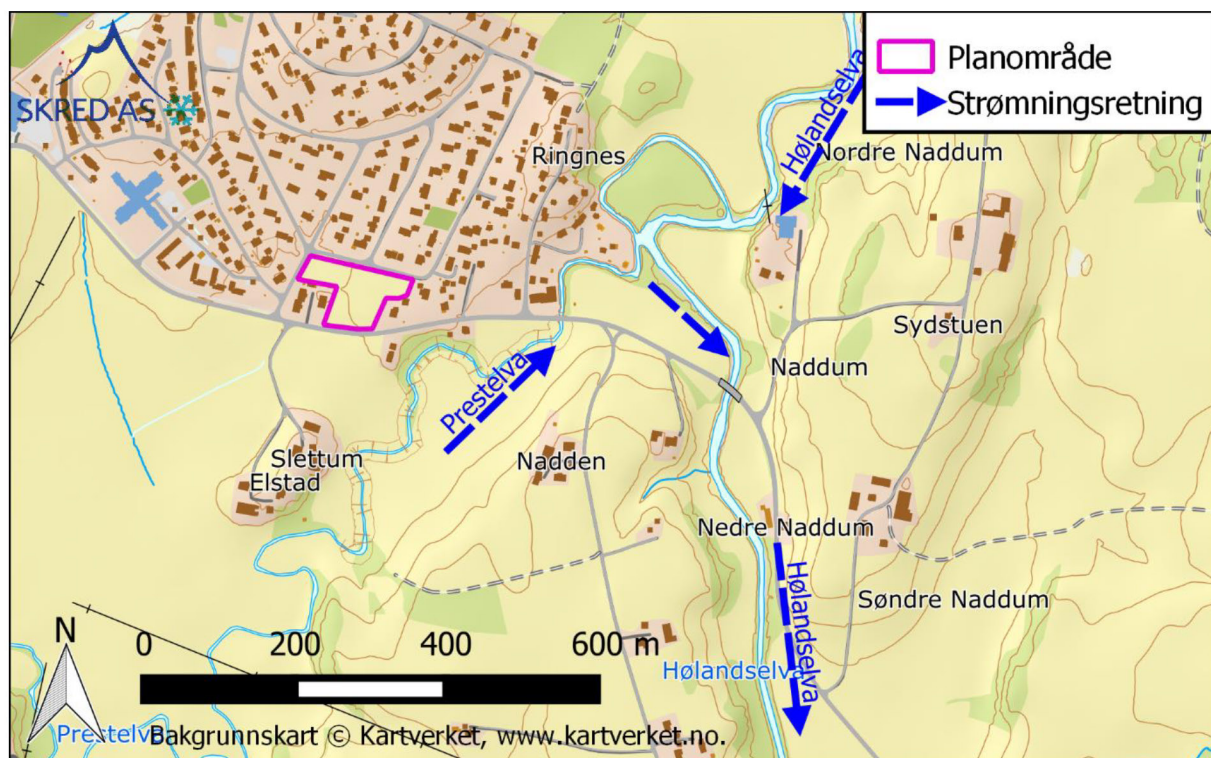 Planområde
Strømningsretning
SKRED AS
Hølandselva
Ringnes
Nordre Naddum
Sydstuen
Naddum
Prestelva
Slettum
Elstad
Nadden
Nedre Naddum
Hølandselva
Søndre Naddum
N
0 200 400 600 m
Hølandselva
Prestelva
Bakgrunnskart © Kartverket, www.kartverket.no.